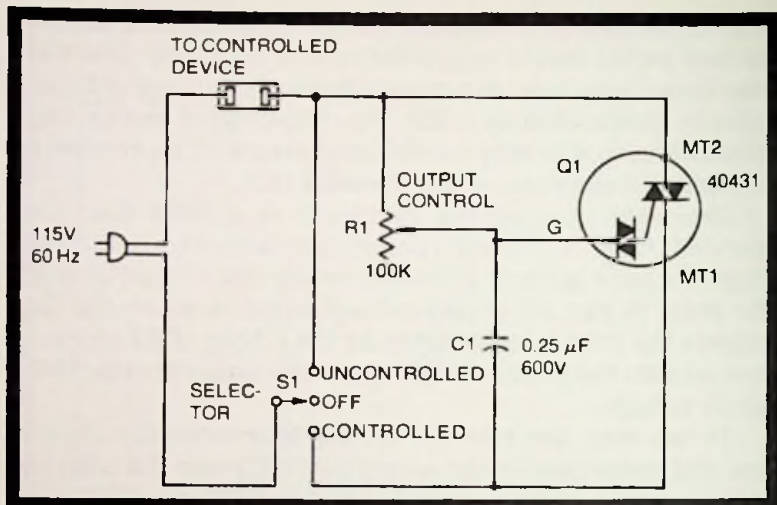 TO CONTROLLED
DEVICE
115V
60 Hz
OUTPUT
CONTROL
R1
100K
Q1
MT2
40431
G
MT1
C1
0.25 µF
600V
SELEC-
TOR
S1
UNCONTROLLED
OFF
CONTROLLED